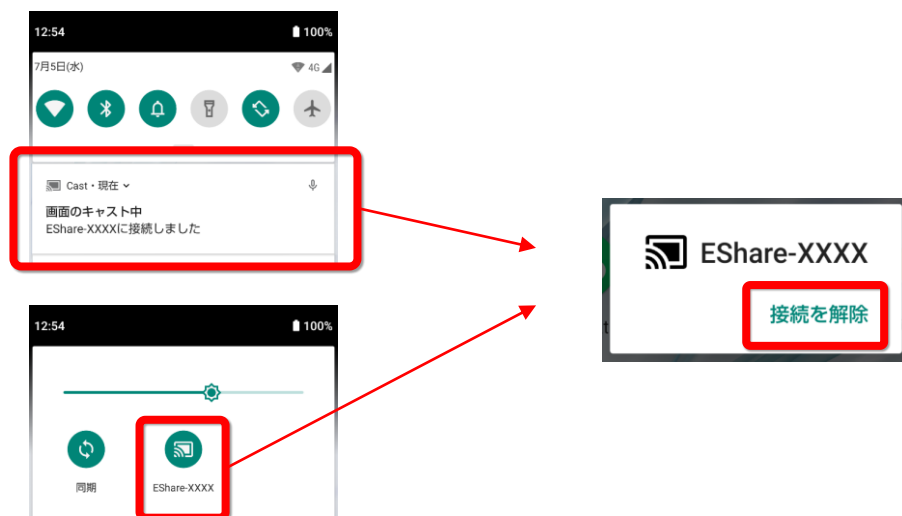 12:54 100%
7月5日(水) 4G
Cast・現在
画面のキャスト中
EShare-XXXXに接続しました
12:54 100%
同期 EShare-XXXX
EShare-XXXX
接続を解除
t